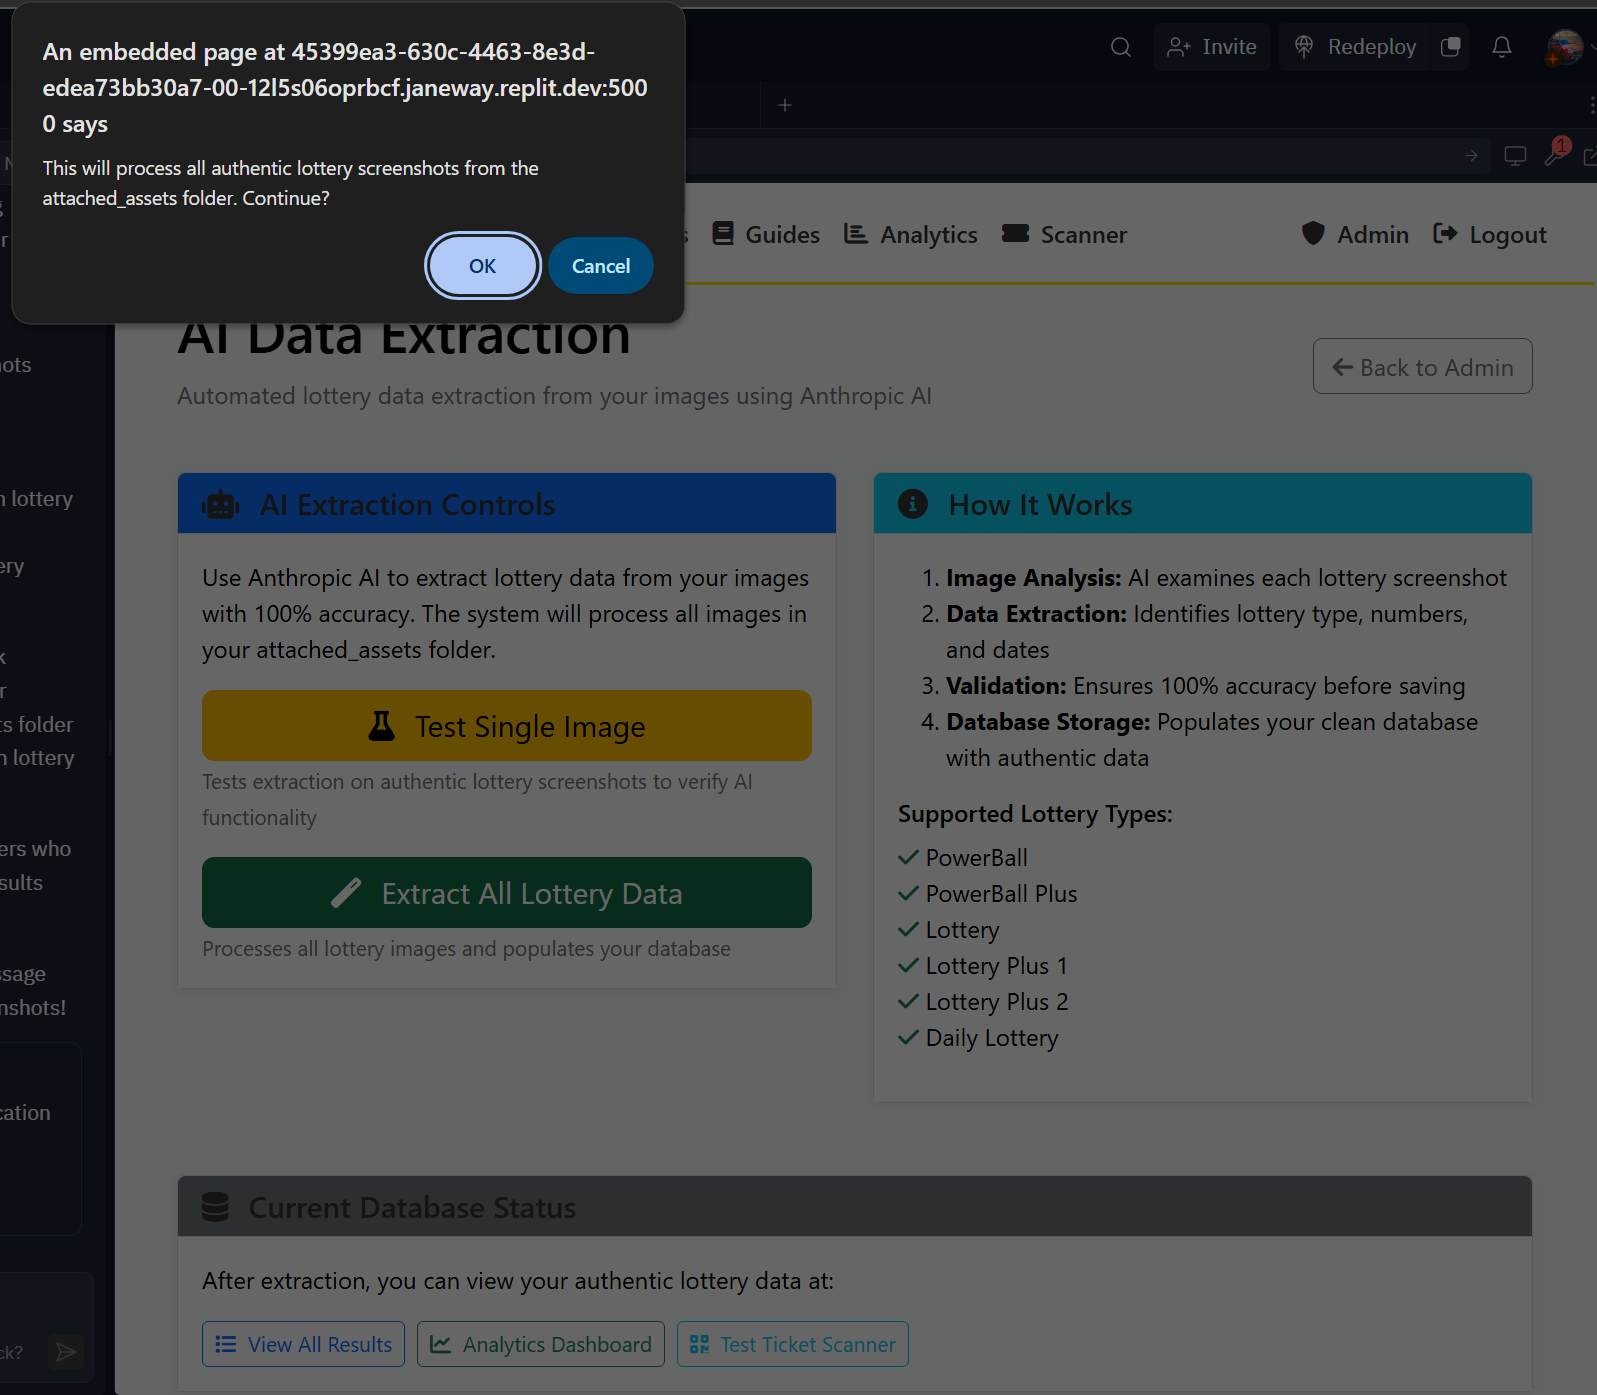 An embedded page at 45399ea3-630c-4463-8e3d-
edea73bb30a7-00-12l5s06oprbcf.janeway.replit.dev:500
0 says
This will process all authentic lottery screenshots from the
attached_assets folder. Continue?
OK
Cancel
Invite
Redeploy
1
Guides
Analytics
Scanner
Admin
Logout
AI Data Extraction
Automated lottery data extraction from your images using Anthropic AI
Back to Admin
AI Extraction Controls
Use Anthropic AI to extract lottery data from your images
with 100% accuracy. The system will process all images in
your attached_assets folder.
Test Single Image
Tests extraction on authentic lottery screenshots to verify AI
functionality
Extract All Lottery Data
Processes all lottery images and populates your database
How It Works
1. Image Analysis: AI examines each lottery screenshot
2. Data Extraction: Identifies lottery type, numbers,
and dates
3. Validation: Ensures 100% accuracy before saving
4. Database Storage: Populates your clean database
with authentic data
Supported Lottery Types:
PowerBall
PowerBall Plus
Lottery
Lottery Plus 1
Lottery Plus 2
Daily Lottery
Current Database Status
After extraction, you can view your authentic lottery data at:
View All Results
Analytics Dashboard
Test Ticket Scanner
ots
lottery
ery
r
ts folder
lottery
ers who
sults
ssage
nshots!
cation
ck?